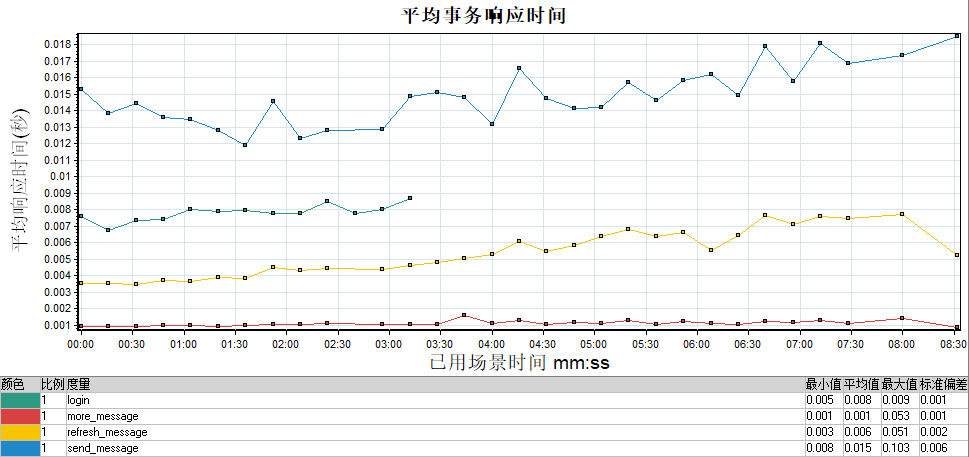 平均事务响应时间
平均响应时间(秒)
0.018
0.017
0.016
0.015
0.014
0.013
0.012
0.011
0.01
0.009
0.008
0.007
0.006
0.005
0.004
0.003
0.002
0.001
00:00 00:30 01:00 01:30 02:00 02:30 03:00 03:30 04:00 04:30 05:00 05:30 06:00 06:30 07:00 07:30 08:00 08:30
已用场景时间 mm:ss
颜色 比例 度量 最小值 平均值 最大值 标准偏差
1 login 0.005 0.008 0.009 0.001
1 more_message 0.001 0.001 0.053 0.001
1 refresh_message 0.003 0.006 0.051 0.002
1 send_message 0.008 0.015 0.103 0.006